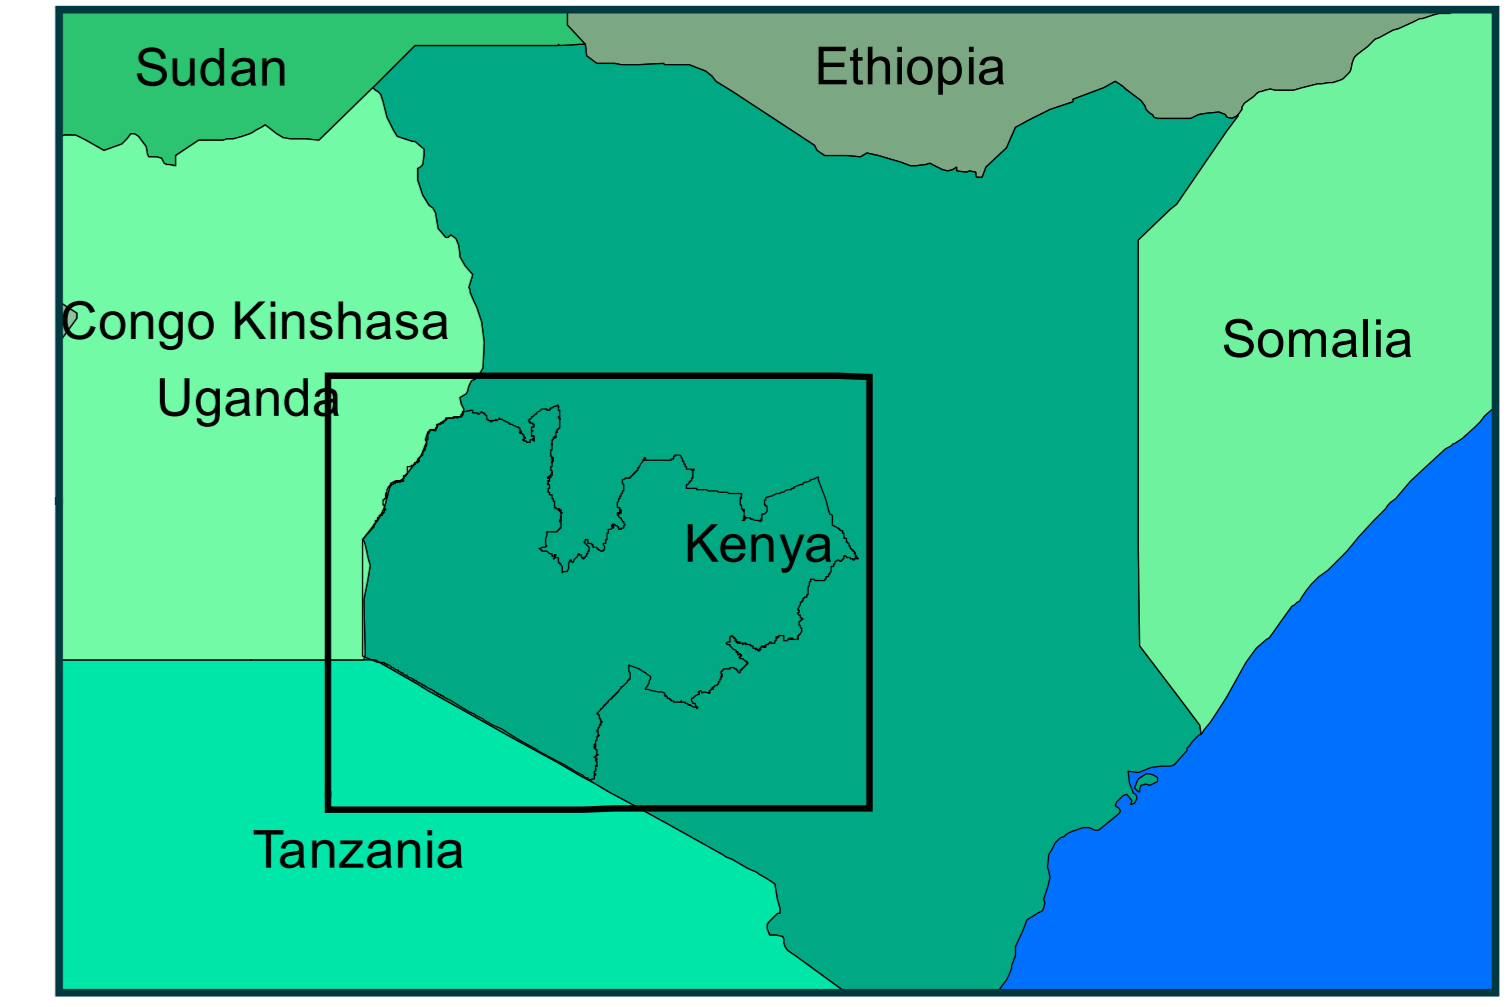 Sudan
Ethiopia
Congo Kinshasa
Somalia
Uganda
Kenya
Tanzania